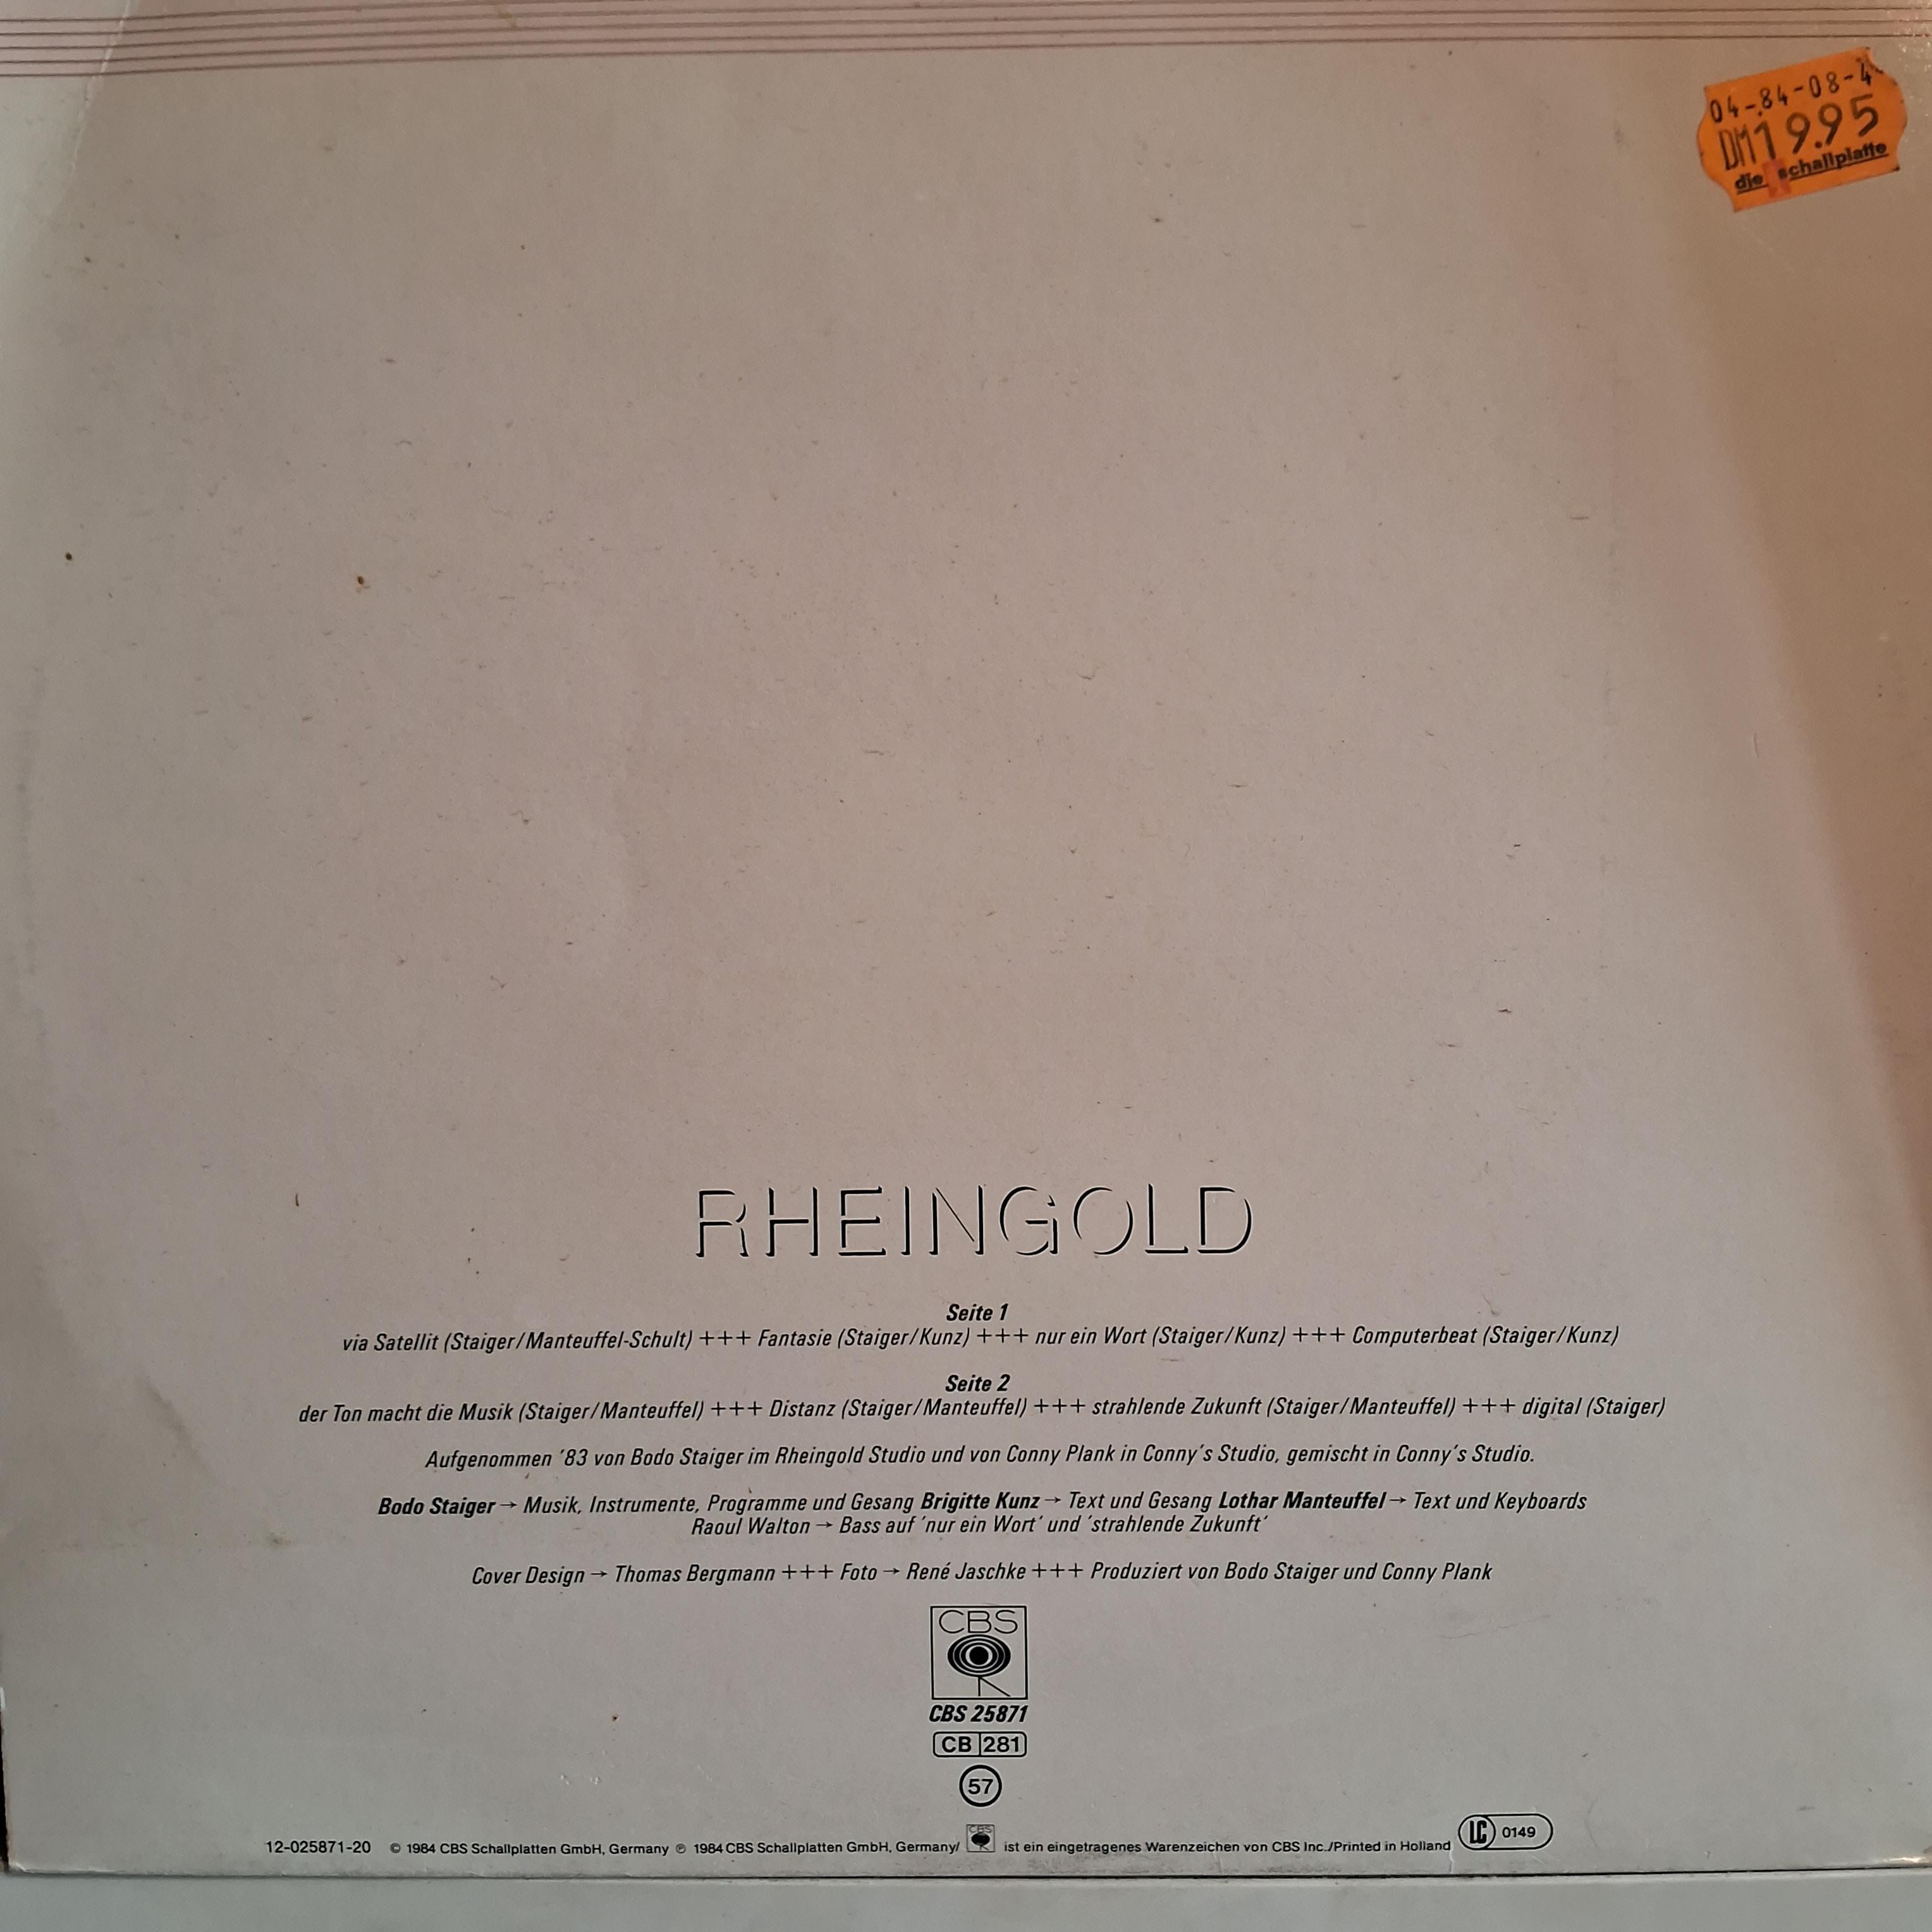 04-84-08-4
DM19.95
die schallplatte
RHEINGOLD
Seite 1
via Satellit (Staiger/Manteuffel-Schult) +++ Fantasie (Staiger/Kunz) +++ nur ein Wort (Staiger/Kunz) +++ Computerbeat (Staiger/Kunz)
Seite 2
der Ton macht die Musik (Staiger/Manteuffel) +++ Distanz (Staiger/Manteuffel) +++ strahlende Zukunft (Staiger/Manteuffel) +++ digital (Staiger)
Aufgenommen ´83 von Bodo Staiger im Rheingold Studio und von Conny Plank in Conny's Studio, gemischt in Conny's Studio.
Bodo Staiger → Musik, Instrumente, Programme und Gesang Brigitte Kunz → Text und Gesang Lothar Manteuffel → Text und Keyboards
Raoul Walton → Bass auf ´nur ein Wort´ und ´strahlende Zukunft´
Cover Design → Thomas Bergmann +++ Foto → René Jaschke +++ Produziert von Bodo Staiger und Conny Plank
CBS
CBS 25871
CB 281
57
12-025871-20 © 1984 CBS Schallplatten GmbH, Germany ℗ 1984 CBS Schallplatten GmbH, Germany/ CBS ist ein eingetragenes Warenzeichen von CBS Inc./Printed in Holland LC 0149